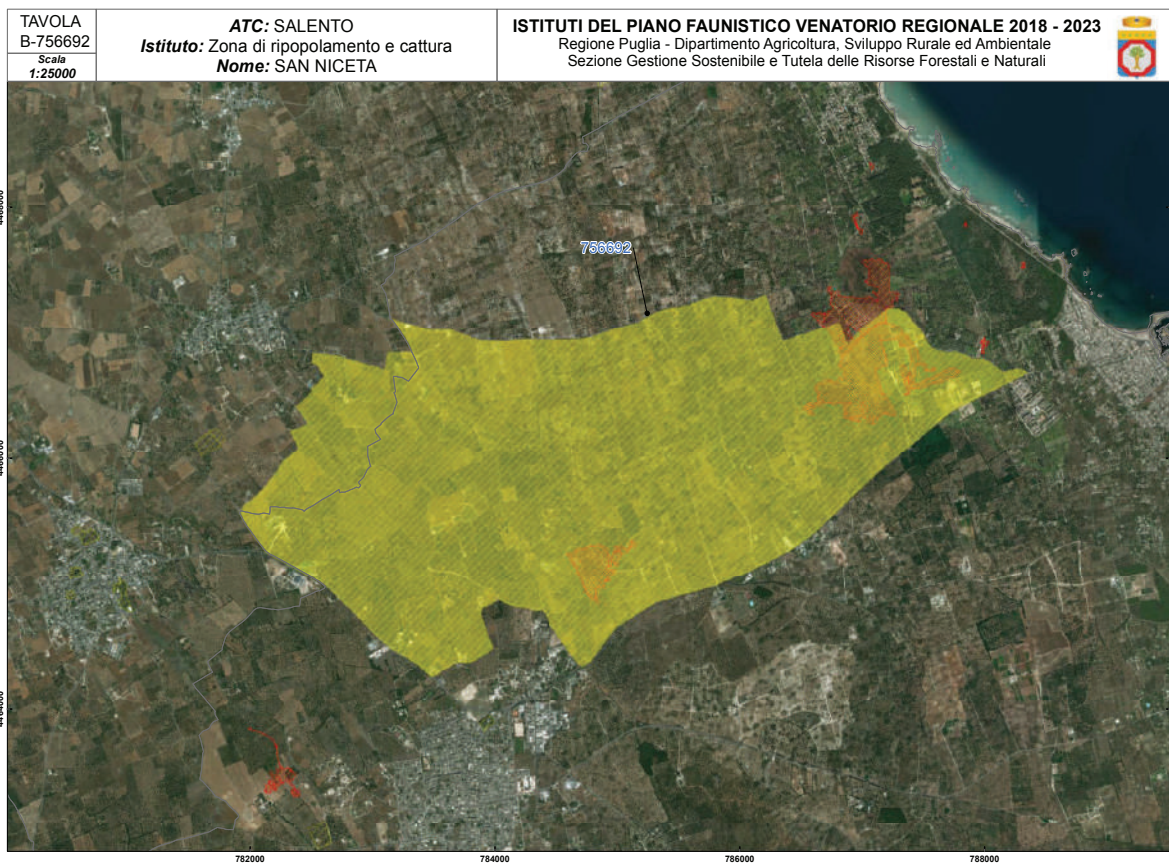 TAVOLA
B-756692
Scala
1:25000
ATC: SALENTO
Istituto: Zona di ripopolamento e cattura
Nome: SAN NICETA
ISTITUTI DEL PIANO FAUNISTICO VENATORIO REGIONALE 2018 - 2023
Regione Puglia - Dipartimento Agricoltura, Sviluppo Rurale ed Ambientale
Sezione Gestione Sostenibile e Tutela delle Risorse Forestali e Naturali
756692
782000
784000
786000
788000